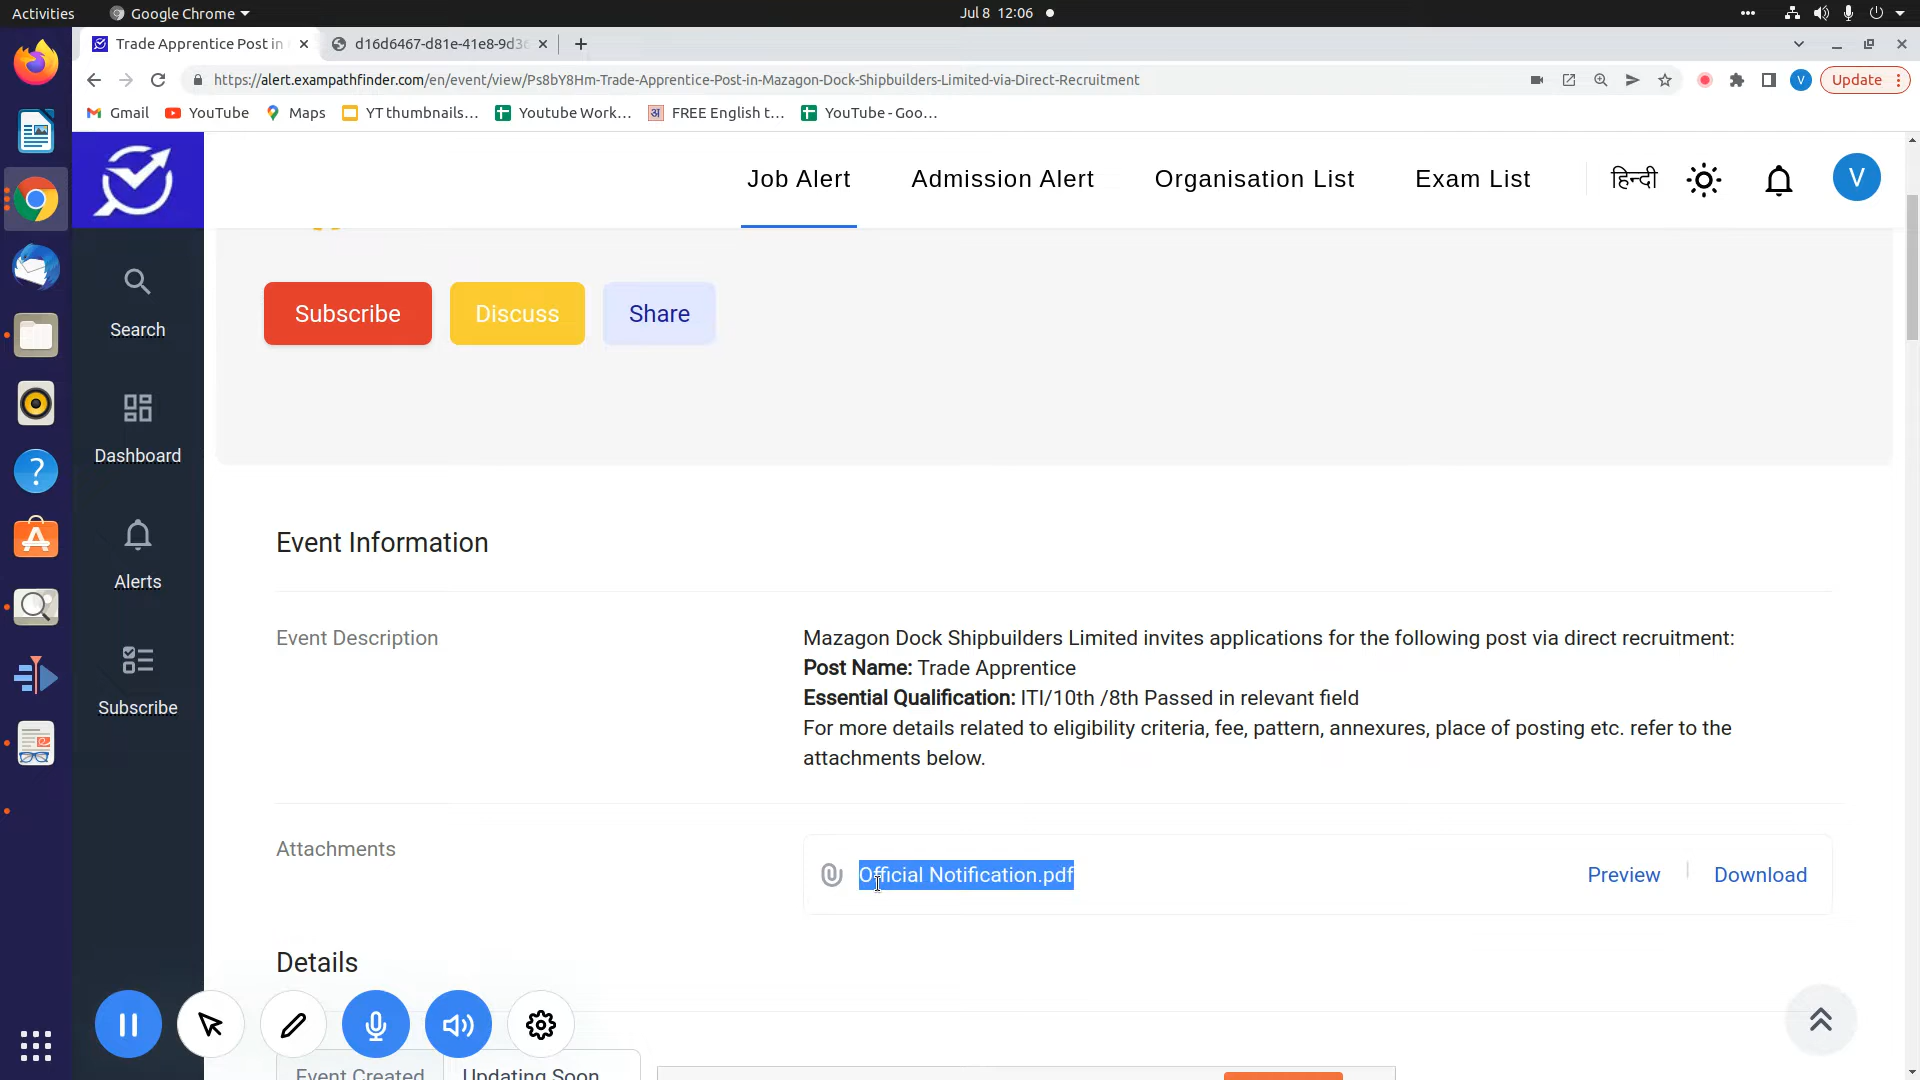 Activities
Google Chrome
Jul 8 12:06
Trade Apprentice Post in
d16d6467-d81e-41e8-9d36
https://alert.exampathfinder.com/en/event/view/Ps8bY8Hm-Trade-Apprentice-Post-in-Mazagon-Dock-Shipbuilders-Limited-via-Direct-Recruitment
V
Update
Gmail
YouTube
Maps
YT thumbnails...
Youtube Work...
FREE English t...
YouTube - Goo...
Job Alert
Admission Alert
Organisation List
Exam List
हिन्दी
V
Search
Dashboard
Alerts
Subscribe
Subscribe
Discuss
Share
Event Information
Event Description
Mazagon Dock Shipbuilders Limited invites applications for the following post via direct recruitment:
Post Name: Trade Apprentice
Essential Qualification: ITI/10th /8th Passed in relevant field
For more details related to eligibility criteria, fee, pattern, annexures, place of posting etc. refer to the
attachments below.
Attachments
Official Notification.pdf
Preview
Download
Details
Event Created
Updating Soon